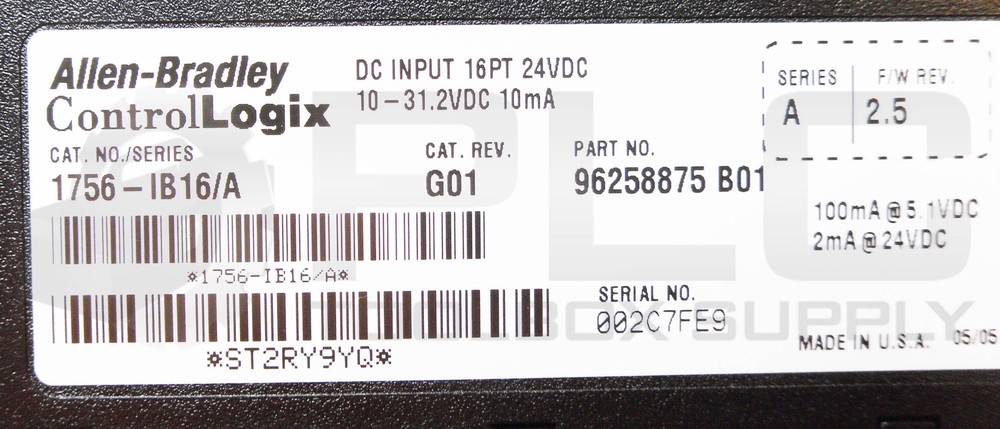 Allen-Bradley
ControlLogix
DC INPUT 16PT 24VDC
10-31.2VDC 10mA
SERIES A
F/W REV. 2.5
CAT. NO./SERIES
1756-IB16/A
CAT. REV.
G01
PART NO.
96258875 B01
100mA@5.1VDC
2mA@24VDC
*1756-IB16/A*
*ST2RY9YQ*
SERIAL NO.
002C7FE9
MADE IN U.S.A. 05/05
PLC
TOOLBOX SUPPLY